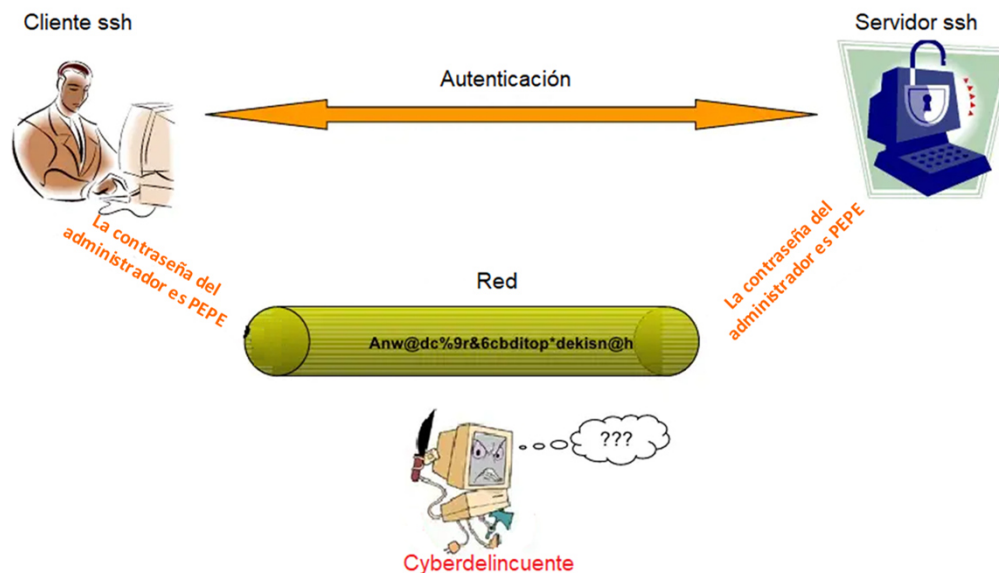 Cliente ssh
Servidor ssh
Autenticación
La contraseña del
administrador es PEPE
La contraseña del
administrador es PEPE
Red
Anw@dc%9r&6cbditop*dekisn@h
???
Cyberdelincuente